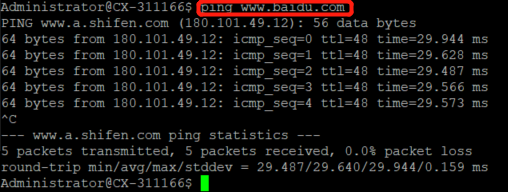 Administrator@CX-311166$ ping www.baidu.com
PING www.a.shifen.com (180.101.49.12): 56 data bytes
64 bytes from 180.101.49.12: icmp_seq=0 ttl=48 time=29.944 ms
64 bytes from 180.101.49.12: icmp_seq=1 ttl=48 time=29.628 ms
64 bytes from 180.101.49.12: icmp_seq=2 ttl=48 time=29.487 ms
64 bytes from 180.101.49.12: icmp_seq=3 ttl=48 time=29.566 ms
64 bytes from 180.101.49.12: icmp_seq=4 ttl=48 time=29.573 ms
^C
--- www.a.shifen.com ping statistics ---
5 packets transmitted, 5 packets received, 0.0% packet loss
round-trip min/avg/max/stddev = 29.487/29.640/29.944/0.159 ms
Administrator@CX-311166$